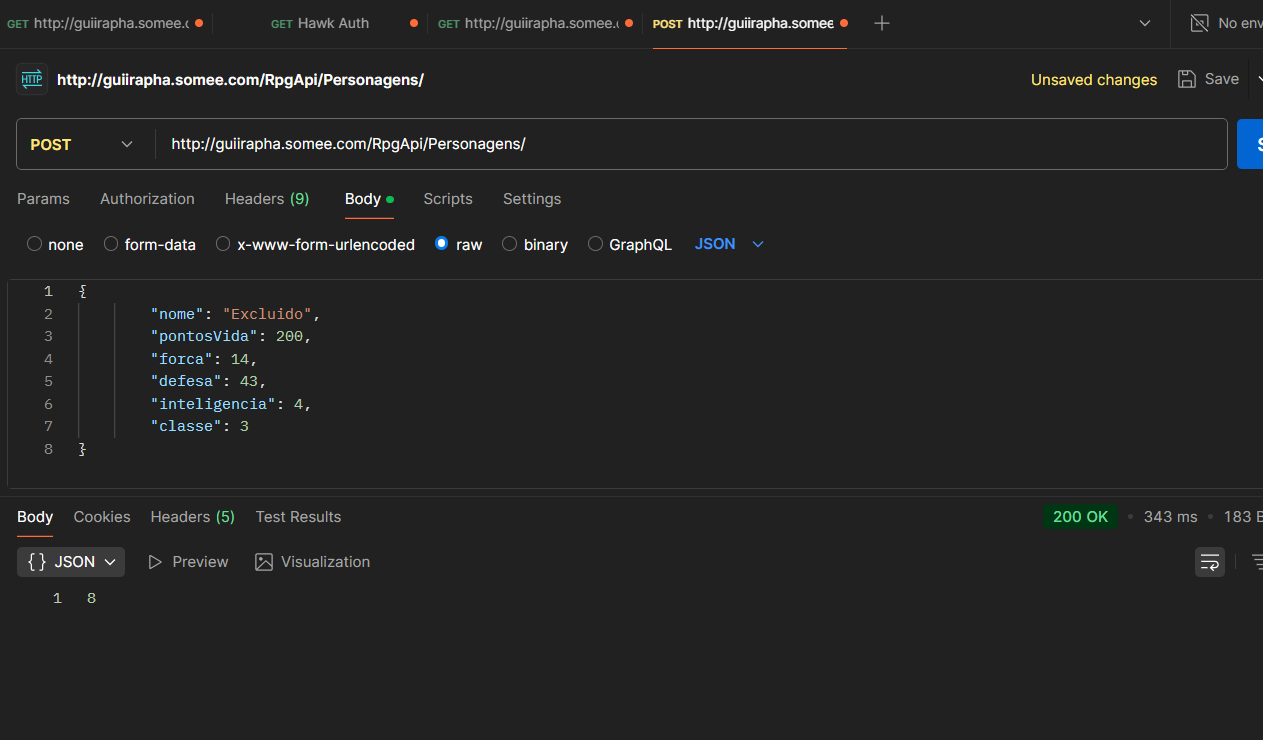 GET http://guiirapha.somee.c GET Hawk Auth GET http://guiirapha.somee.( POST http://guiirapha.somee No env
HTTP http://guiirapha.somee.com/RpgApi/Personagens/ Unsaved changes Save
POST http://guiirapha.somee.com/RpgApi/Personagens/ S
Params Authorization Headers (9) Body Scripts Settings
none form-data x-www-form-urlencoded raw binary GraphQL JSON
1 {
2 "nome": "Excluido",
3 "pontosVida": 200,
4 "forca": 14,
5 "defesa": 43,
6 "inteligencia": 4,
7 "classe": 3
8 }
Body Cookies Headers (5) Test Results 200 OK • 343 ms • 183 B
{} JSON Preview Visualization
1 8